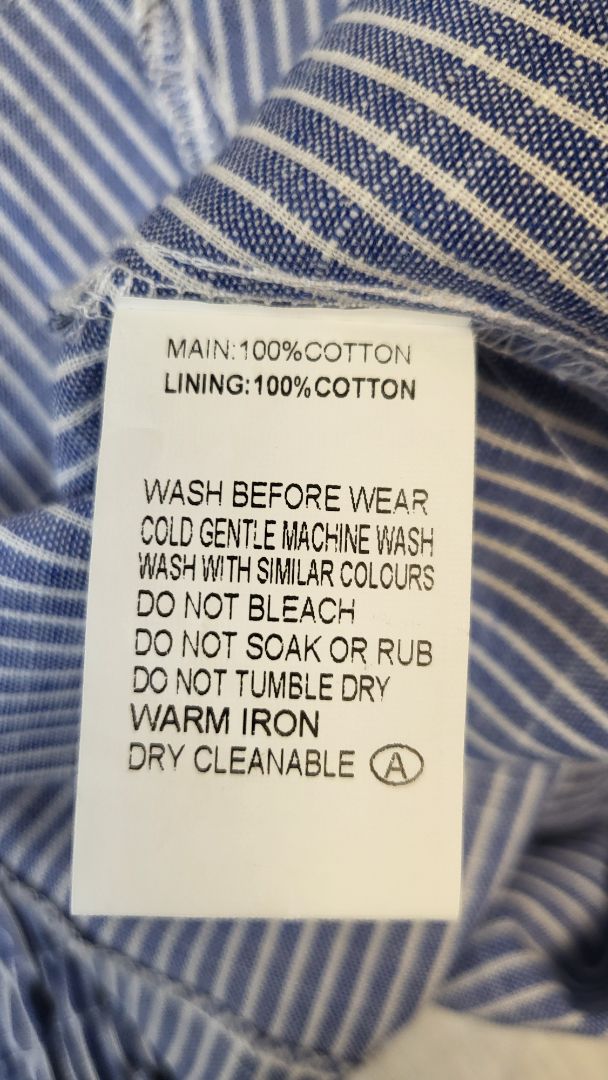 MAIN:100%COTTON
LINING:100%COTTON
WASH BEFORE WEAR
COLD GENTLE MACHINE WASH
WASH WITH SIMILAR COLOURS
DO NOT BLEACH
DO NOT SOAK OR RUB
DO NOT TUMBLE DRY
WARM IRON
DRY CLEANABLE Ⓐ